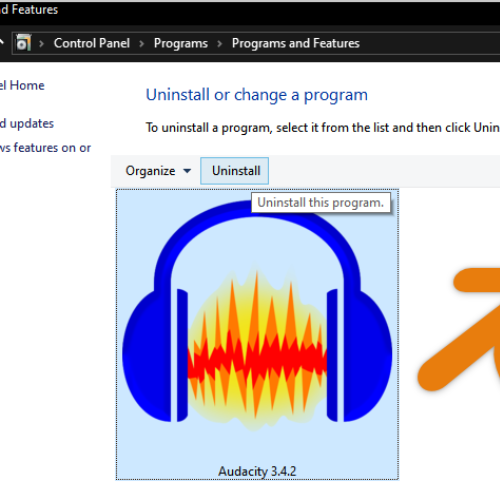 nd Features
Control Panel > Programs > Programs and Features
el Home
Uninstall or change a program
d updates
To uninstall a program, select it from the list and then click Unin
ws features on or
Organize Uninstall
Uninstall this program.
Audacity 3.4.2